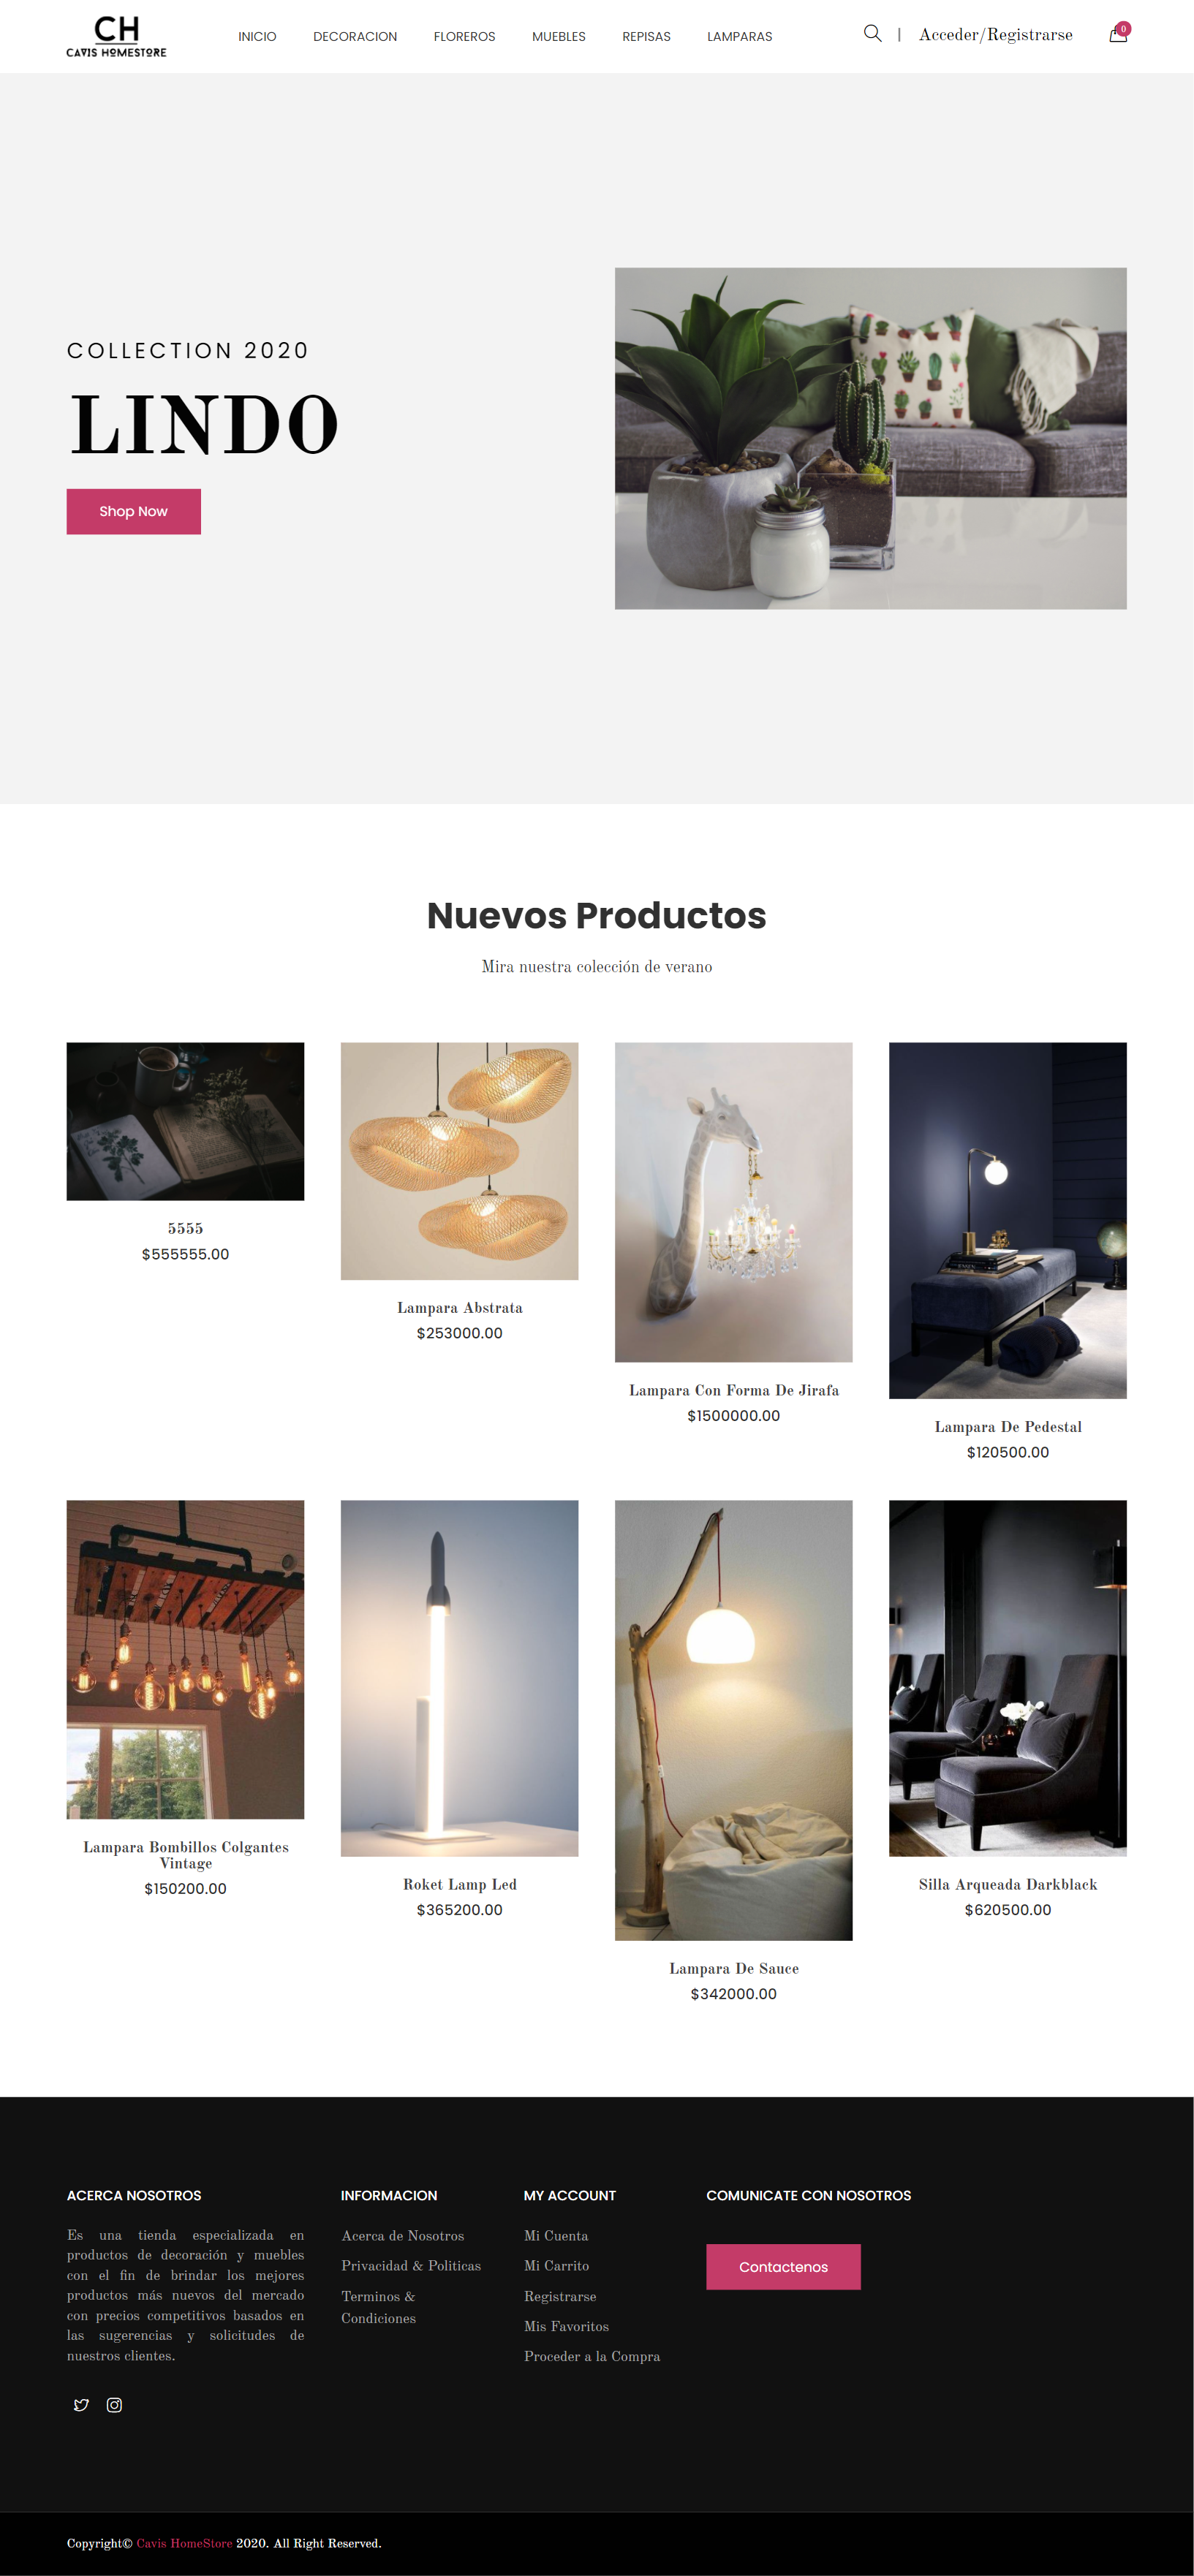 CH
CAVIS HOMESTORE
INICIO DECORACION FLOREROS MUEBLES REPISAS LAMPARAS
| Acceder/Registrarse
0
COLLECTION 2020
LINDO
Shop Now
Nuevos Productos
Mira nuestra colección de verano
5555
$555555.00
Lampara Abstrata
$253000.00
Lampara Con Forma De Jirafa
$1500000.00
Lampara De Pedestal
$120500.00
Lampara Bombillos Colgantes
Vintage
$150200.00
Roket Lamp Led
$365200.00
Lampara De Sauce
$342000.00
Silla Arqueada Darkblack
$620500.00
ACERCA NOSOTROS
Es una tienda especializada en
productos de decoración y muebles
con el fin de brindar los mejores
productos más nuevos del mercado
con precios competitivos basados en
las sugerencias y solicitudes de
nuestros clientes.
INFORMACION
Acerca de Nosotros
Privacidad & Politicas
Terminos &
Condiciones
MY ACCOUNT
Mi Cuenta
Mi Carrito
Registrarse
Mis Favoritos
Proceder a la Compra
COMUNICATE CON NOSOTROS
Contactenos
Copyright© Cavis HomeStore 2020. All Right Reserved.